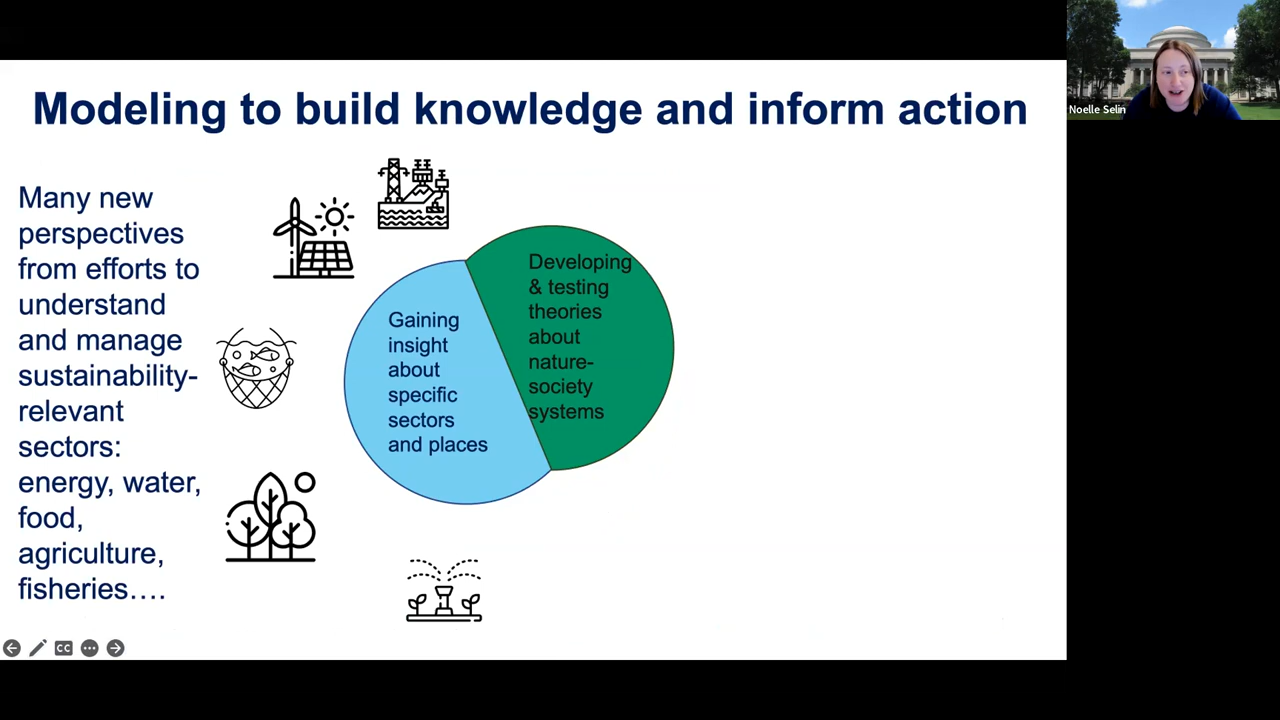 Modeling to build knowledge and inform action
Noelle Selin
Many new
perspectives
from efforts to
understand
and manage
sustainability-
relevant
sectors:
energy, water,
food,
agriculture,
fisheries….
Gaining
insight
about
specific
sectors
and places
Developing
& testing
theories
about
nature-
society
systems
CC